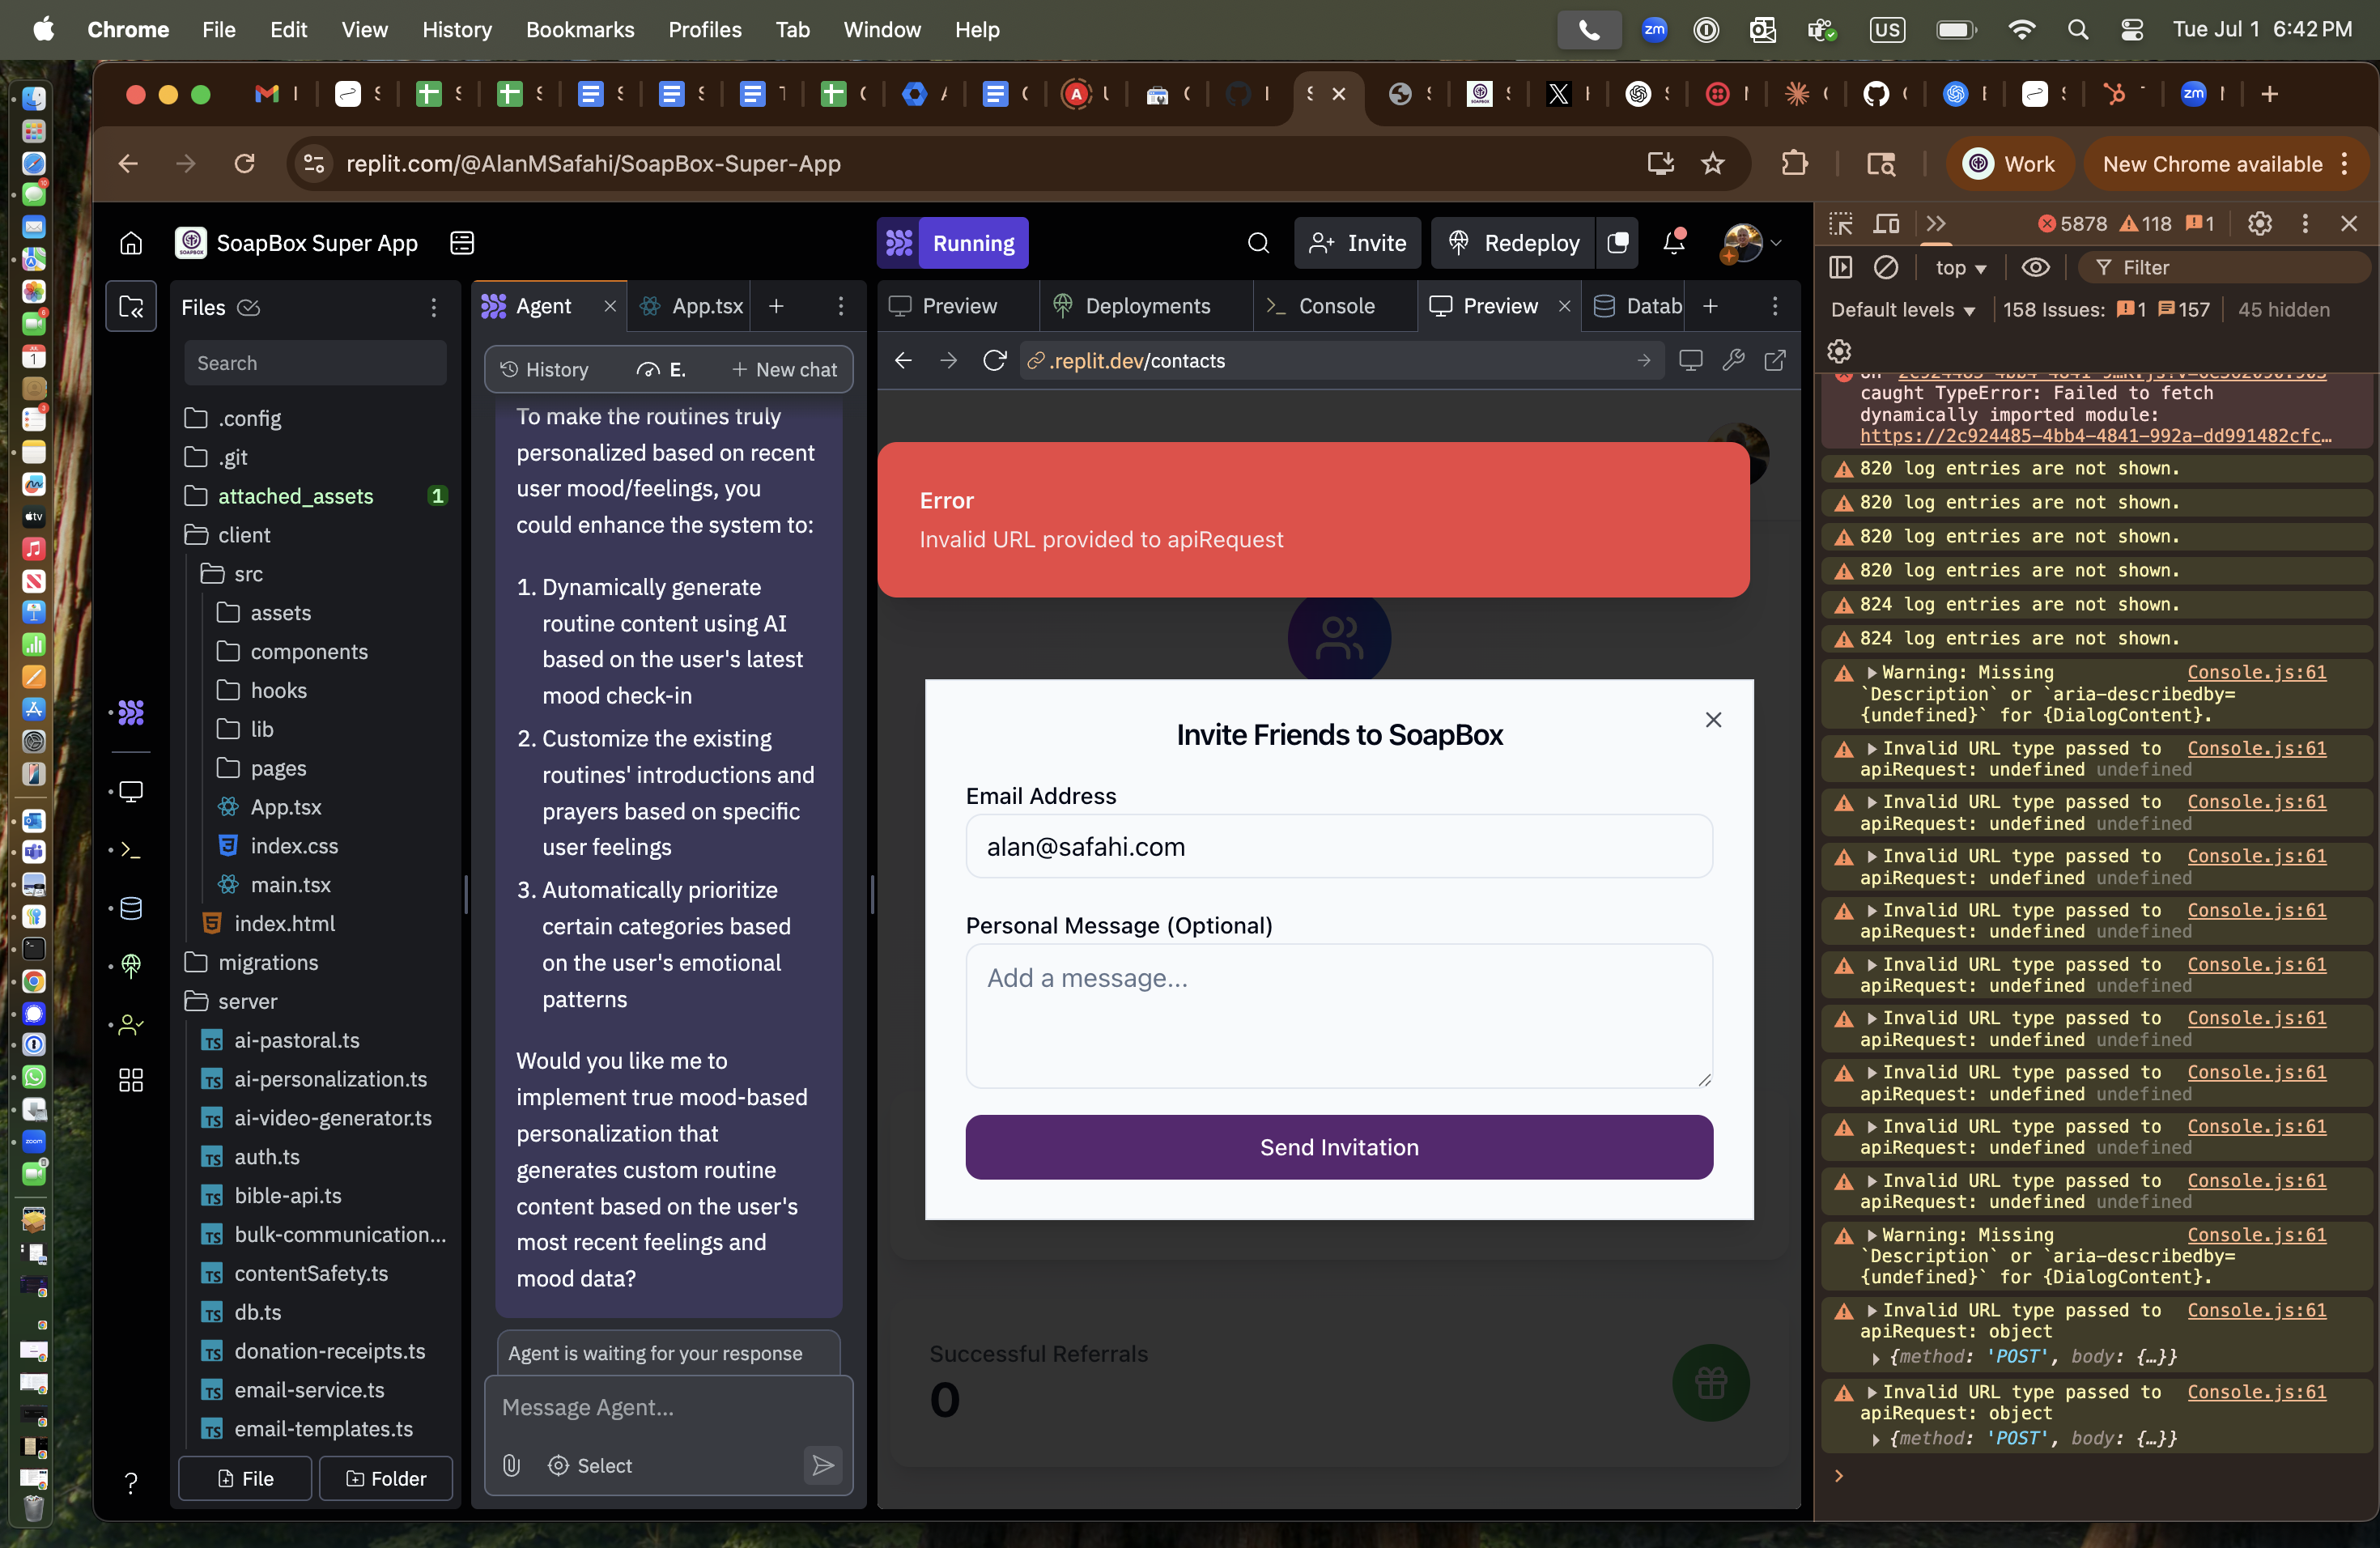 Chrome File Edit View History Bookmarks Profiles Tab Window Help
zm
US
Tue Jul 1 6:42 PM
replit.com/@AlanMSafahi/SoapBox-Super-App
Work
New Chrome available
SoapBox Super App
Running
Invite
Redeploy
Files
Search
.config
.git
attached_assets 1
client
src
assets
components
hooks
lib
pages
App.tsx
index.css
main.tsx
index.html
migrations
server
ai-pastoral.ts
ai-personalization.ts
ai-video-generator.ts
auth.ts
bible-api.ts
bulk-communication...
contentSafety.ts
db.ts
donation-receipts.ts
email-service.ts
email-templates.ts
File
Folder
Agent
App.tsx
History
E.
New chat
To make the routines truly
personalized based on recent
user mood/feelings, you
could enhance the system to:
1. Dynamically generate
routine content using AI
based on the user's latest
mood check-in
2. Customize the existing
routines' introductions and
prayers based on specific
user feelings
3. Automatically prioritize
certain categories based
on the user's emotional
patterns
Would you like me to
implement true mood-based
personalization that
generates custom routine
content based on the user's
most recent feelings and
mood data?
Agent is waiting for your response
Message Agent...
Select
Preview
Deployments
Console
Preview
Datab
.replit.dev/contacts
Error
Invalid URL provided to apiRequest
Invite Friends to SoapBox
Email Address
alan@safahi.com
Personal Message (Optional)
Add a message...
Send Invitation
Successful Referrals
0
5878 118 1
top
Filter
Default levels
158 Issues: 1 157
45 hidden
caught TypeError: Failed to fetch
dynamically imported module:
https://2c924485-4bb4-4841-992a-dd991482cfc…
820 log entries are not shown.
820 log entries are not shown.
820 log entries are not shown.
820 log entries are not shown.
824 log entries are not shown.
824 log entries are not shown.
Warning: Missing Console.js:61
`Description` or `aria-describedby=
{undefined}` for {DialogContent}.
Invalid URL type passed to Console.js:61
apiRequest: undefined undefined
Invalid URL type passed to Console.js:61
apiRequest: undefined undefined
Invalid URL type passed to Console.js:61
apiRequest: undefined undefined
Invalid URL type passed to Console.js:61
apiRequest: undefined undefined
Invalid URL type passed to Console.js:61
apiRequest: undefined undefined
Invalid URL type passed to Console.js:61
apiRequest: undefined undefined
Invalid URL type passed to Console.js:61
apiRequest: undefined undefined
Invalid URL type passed to Console.js:61
apiRequest: undefined undefined
Invalid URL type passed to Console.js:61
apiRequest: undefined undefined
Warning: Missing Console.js:61
`Description` or `aria-describedby=
{undefined}` for {DialogContent}.
Invalid URL type passed to Console.js:61
apiRequest: object
{method: 'POST', body: {…}}
Invalid URL type passed to Console.js:61
apiRequest: object
{method: 'POST', body: {…}}